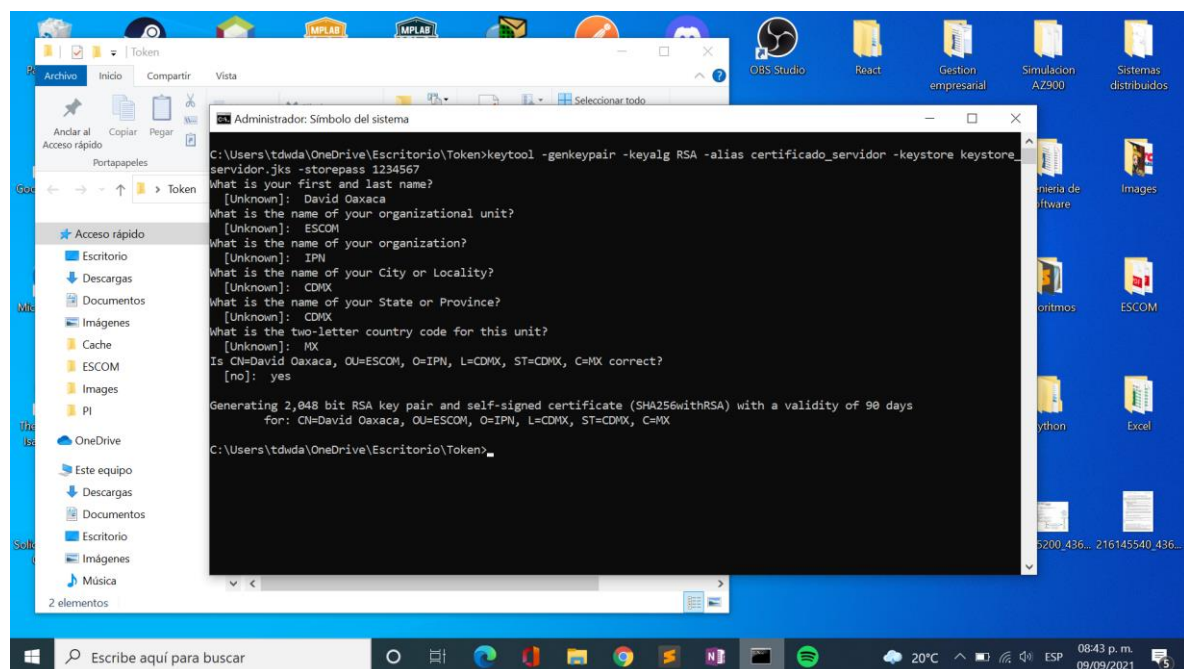 MPLAB
MPLAB
Token
Archivo Inicio Compartir Vista
Anclar al Acceso rápido
Copiar
Pegar
Seleccionar todo
Portapapeles
Token
Acceso rápido
Escritorio
Descargas
Documentos
Imágenes
Cache
ESCOM
Images
PI
OneDrive
Este equipo
Descargas
Documentos
Escritorio
Imágenes
Música
2 elementos
Administrador: Símbolo del sistema
C:\Users\tdwda\OneDrive\Escritorio\Token>keytool -genkeypair -keyalg RSA -alias certificado_servidor -keystore keystore_
servidor.jks -storepass 1234567
What is your first and last name?
[Unknown]: David Oaxaca
What is the name of your organizational unit?
[Unknown]: ESCOM
What is the name of your organization?
[Unknown]: IPN
What is the name of your City or Locality?
[Unknown]: CDMX
What is the name of your State or Province?
[Unknown]: CDMX
What is the two-letter country code for this unit?
[Unknown]: MX
Is CN=David Oaxaca, OU=ESCOM, O=IPN, L=CDMX, ST=CDMX, C=MX correct?
[no]: yes
Generating 2,048 bit RSA key pair and self-signed certificate (SHA256withRSA) with a validity of 90 days
for: CN=David Oaxaca, OU=ESCOM, O=IPN, L=CDMX, ST=CDMX, C=MX
C:\Users\tdwda\OneDrive\Escritorio\Token>
OBS Studio
React
Gestion
empresarial
Simulacion
AZ900
Sistemas
distribuidos
Images
ESCOM
Excel
216145540_436...
Escribe aquí para buscar
20°C
ESP
08:43 p. m.
09/09/2021
5